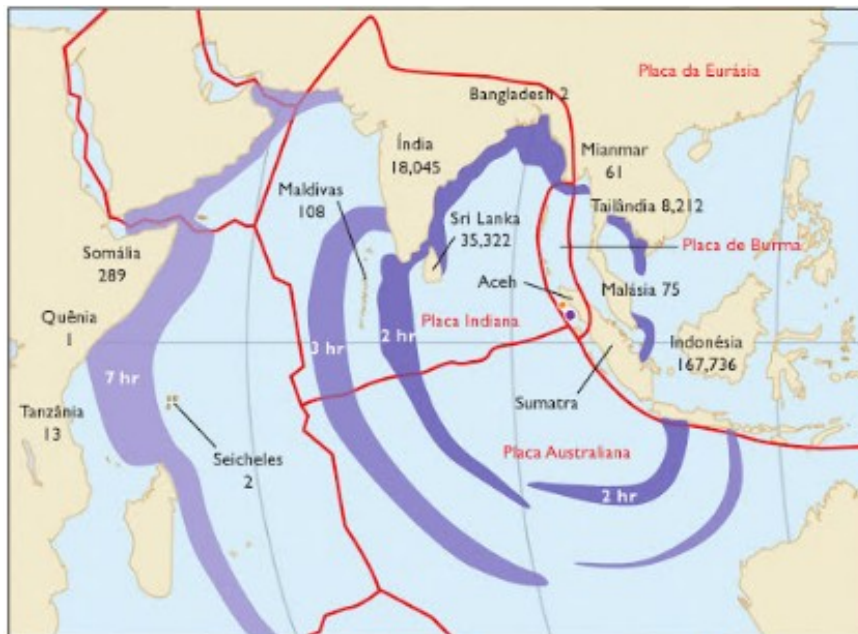 Placa da Eurásia
Bangladesh 2
Índia
18,045
Mianmar
61
Maldivas
108
Tailândia 8,212
Sri Lanka
35,322
Placa de Burma
Somália
289
Aceh
Malásia 75
Quênia
1
Placa Indiana
3 hr
2 hr
Indonésia
167,736
7 hr
Sumatra
Tanzânia
13
Seicheles
2
Placa Australiana
2 hr